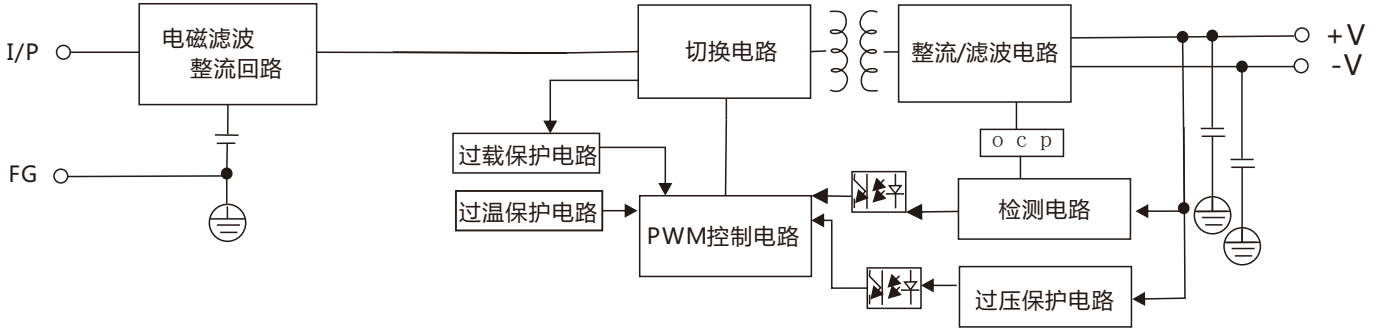 I/P
电磁滤波
整流回路
切换电路
整流/滤波电路
+V
-V
FG
过载保护电路
过温保护电路
PWM控制电路
o c p
检测电路
过压保护电路